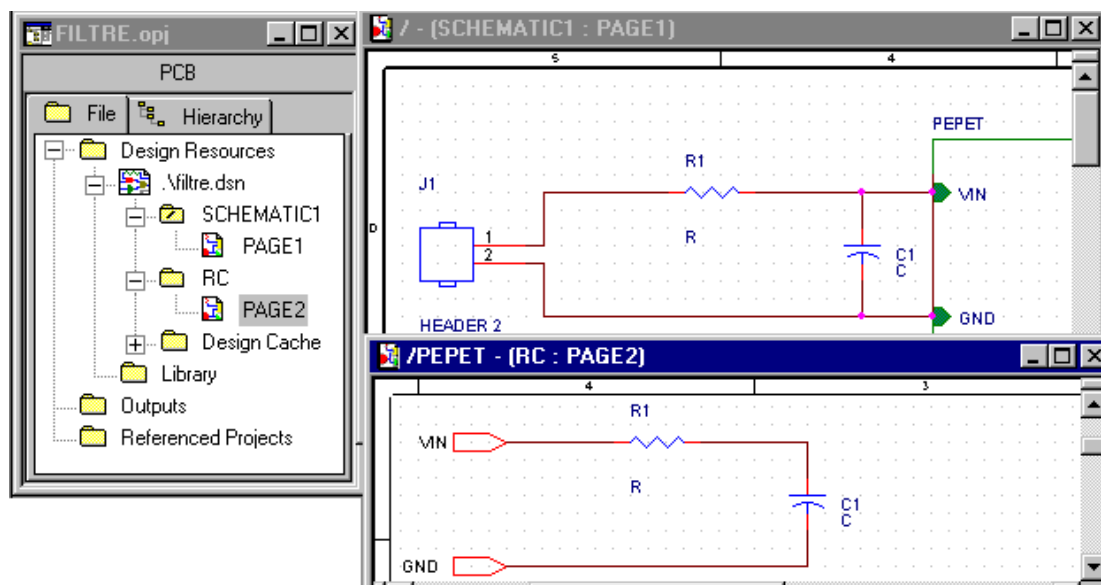 FILTRE.opj
PCB
File
Hierarchy
Design Resources
.\filtre.dsn
SCHEMATIC1
PAGE1
RC
PAGE2
Design Cache
Library
Outputs
Referenced Projects
/ - (SCHEMATIC1 : PAGE1)
5
4
D
PEPET
R1
J1
VIN
R
1
2
C1
C
GND
HEADER 2
/PEPET - (RC : PAGE2)
4
3
R1
VIN
R
C1
C
GND